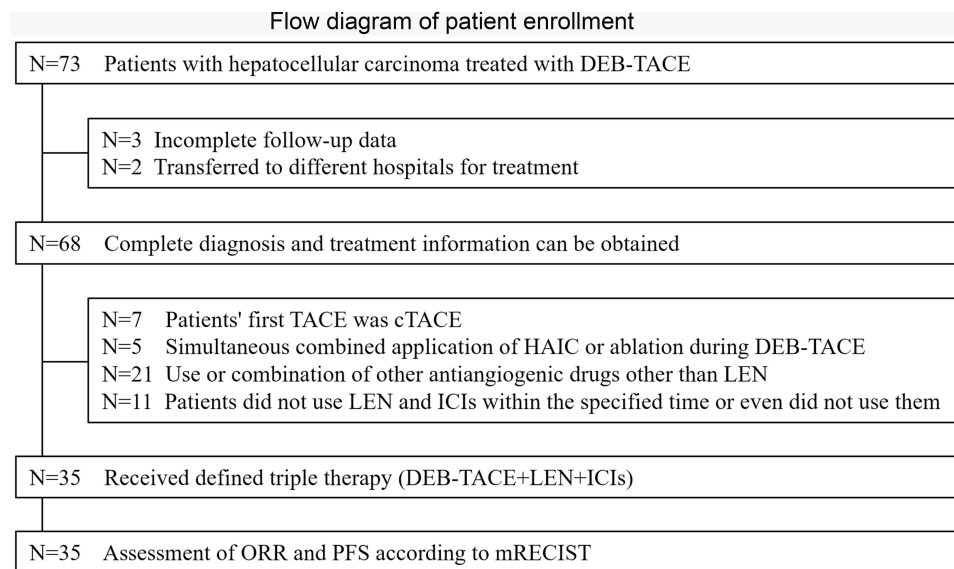 Flow diagram of patient enrollment
N=73 Patients with hepatocellular carcinoma treated with DEB-TACE
N=3 Incomplete follow-up data
N=2 Transferred to different hospitals for treatment
N=68 Complete diagnosis and treatment information can be obtained
N=7 Patients' first TACE was cTACE
N=5 Simultaneous combined application of HAIC or ablation during DEB-TACE
N=21 Use or combination of other antiangiogenic drugs other than LEN
N=11 Patients did not use LEN and ICIs within the specified time or even did not use them
N=35 Received defined triple therapy (DEB-TACE+LEN+ICIs)
N=35 Assessment of ORR and PFS according to mRECIST